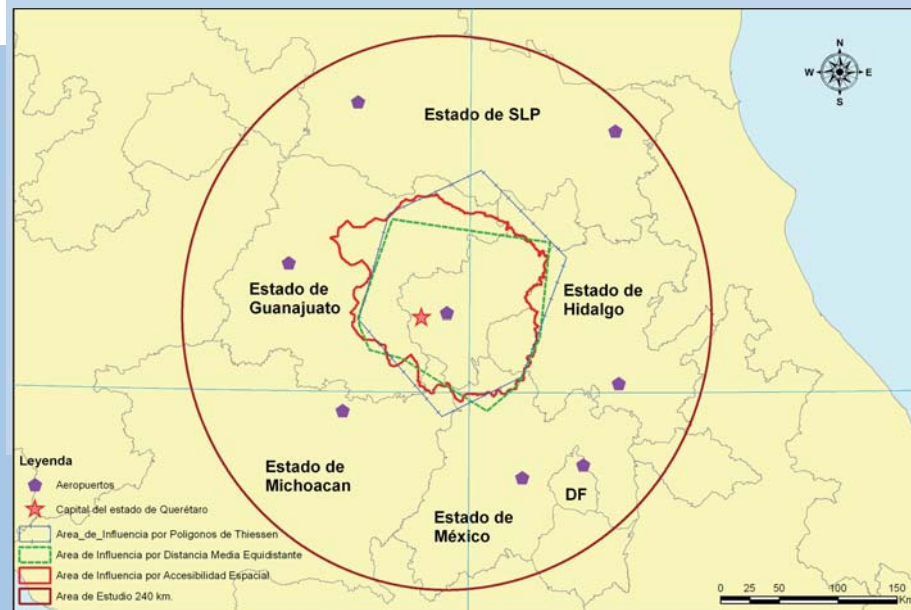 N
W E
S
Estado de SLP
Estado de
Guanajuato
Estado de
Hidalgo
Estado de
Michoacan
Estado de
México
DF
Leyenda
Aeropuertos
Capital del estado de Querétaro
Area_de_Influencia por Poligonos de Thiessen
Area de Influencia por Distancia Media Equidistante
Area de Influencia por Accesibilidad Espacial
Area de Estudio 240 km.
0 25 50 100 150
Km